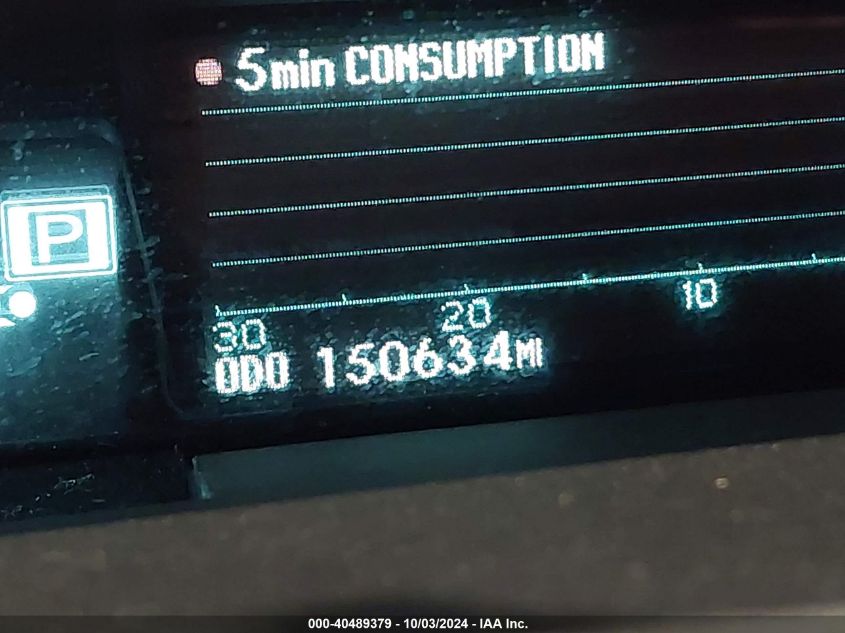 5min CONSUMPTION
P
30 20 10
ODO 150634MI
000-40489379 - 10/03/2024 - IAA Inc.